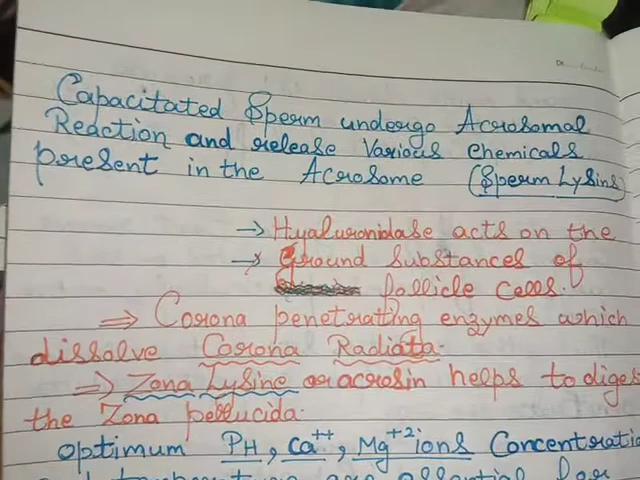 Capacitated Sperm undergo Acrosomal
Reaction and release Various Chemicals
present in the Acrosome (Sperm Lysins)
→ Hyaluronidase acts on the
→ Ground Substances of
follicle Cells.
⇒ Corona penetrating enzymes which
dissolve Corona Radiata.
⇒ Zona Lysine or acrosin helps to diges
the Zona pellucida.
Optimum PH, Ca++, Mg+2 ions Concentratio